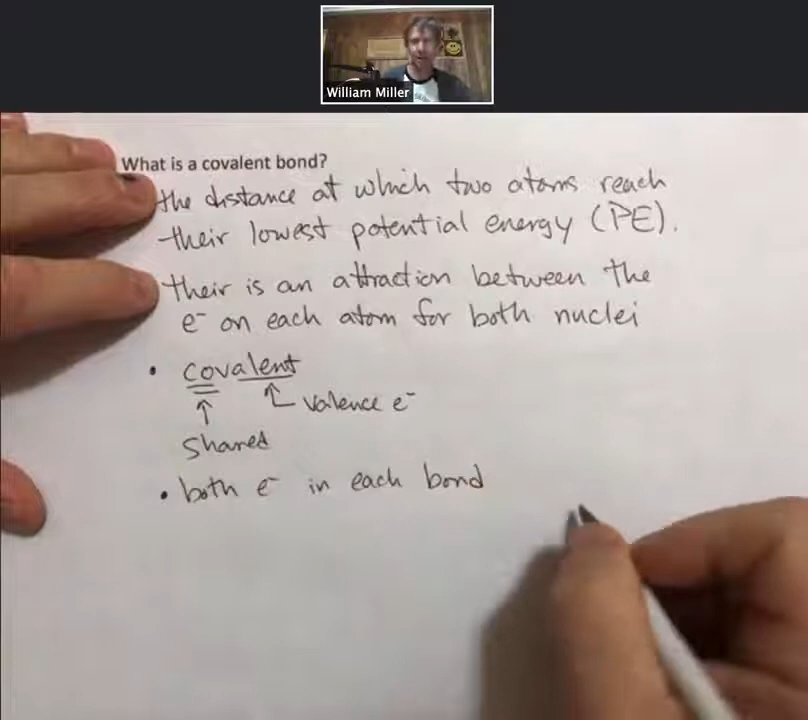 William Miller
What is a covalent bond?
the distance at which two atoms reach
their lowest potential energy (PE).
their is an attraction between the
e⁻ on each atom for both nuclei
• covalent
↑ ↑ valence e⁻
shared
• both e⁻ in each bond